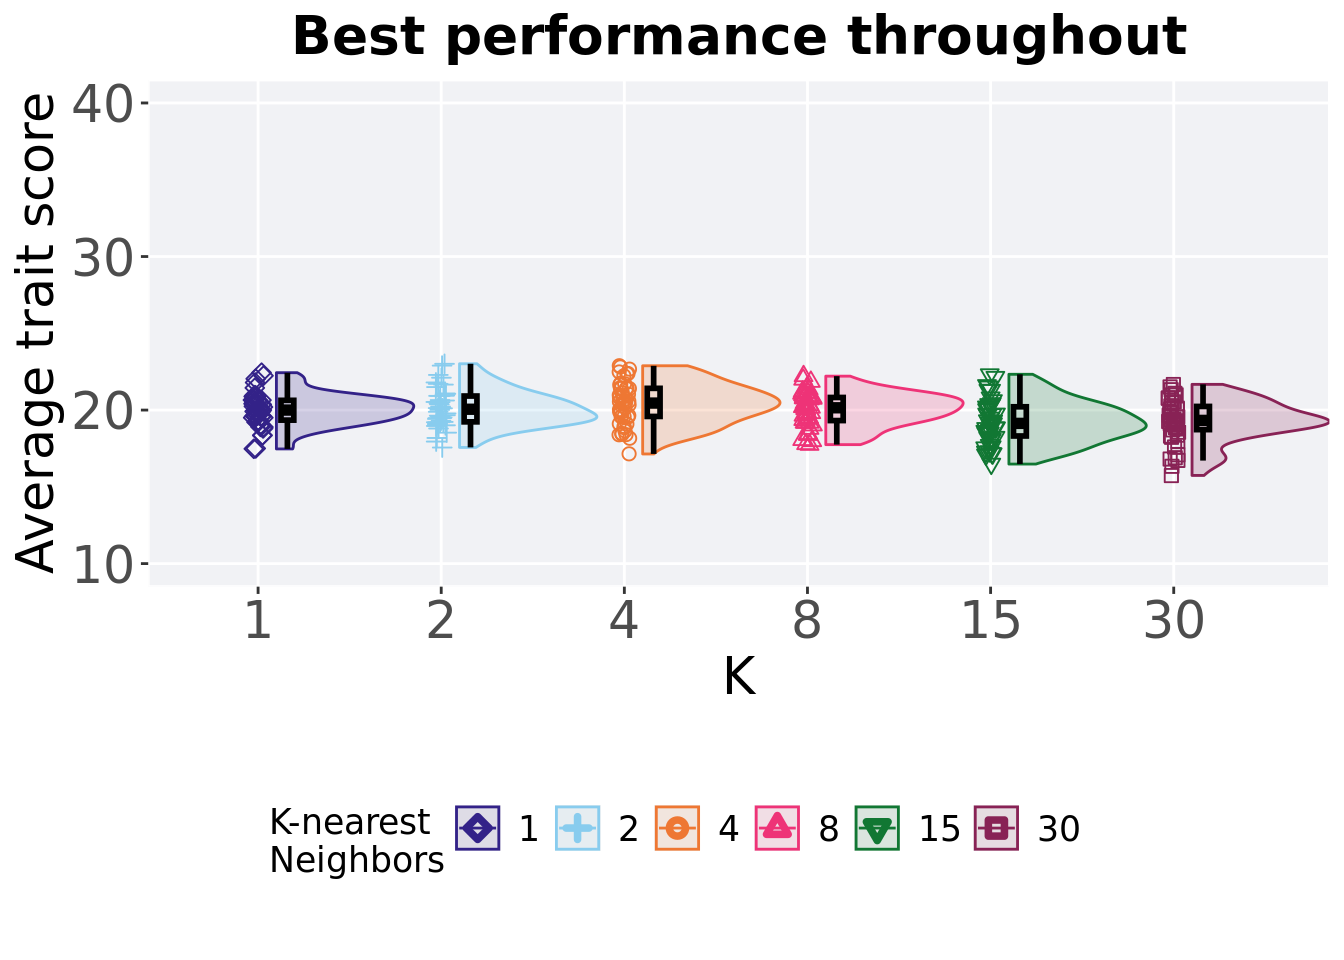 Best performance throughout
Average trait score
40
30
20
10
1 2 4 8 15 30
K
K-nearest
Neighbors
1 2 4 8 15 30